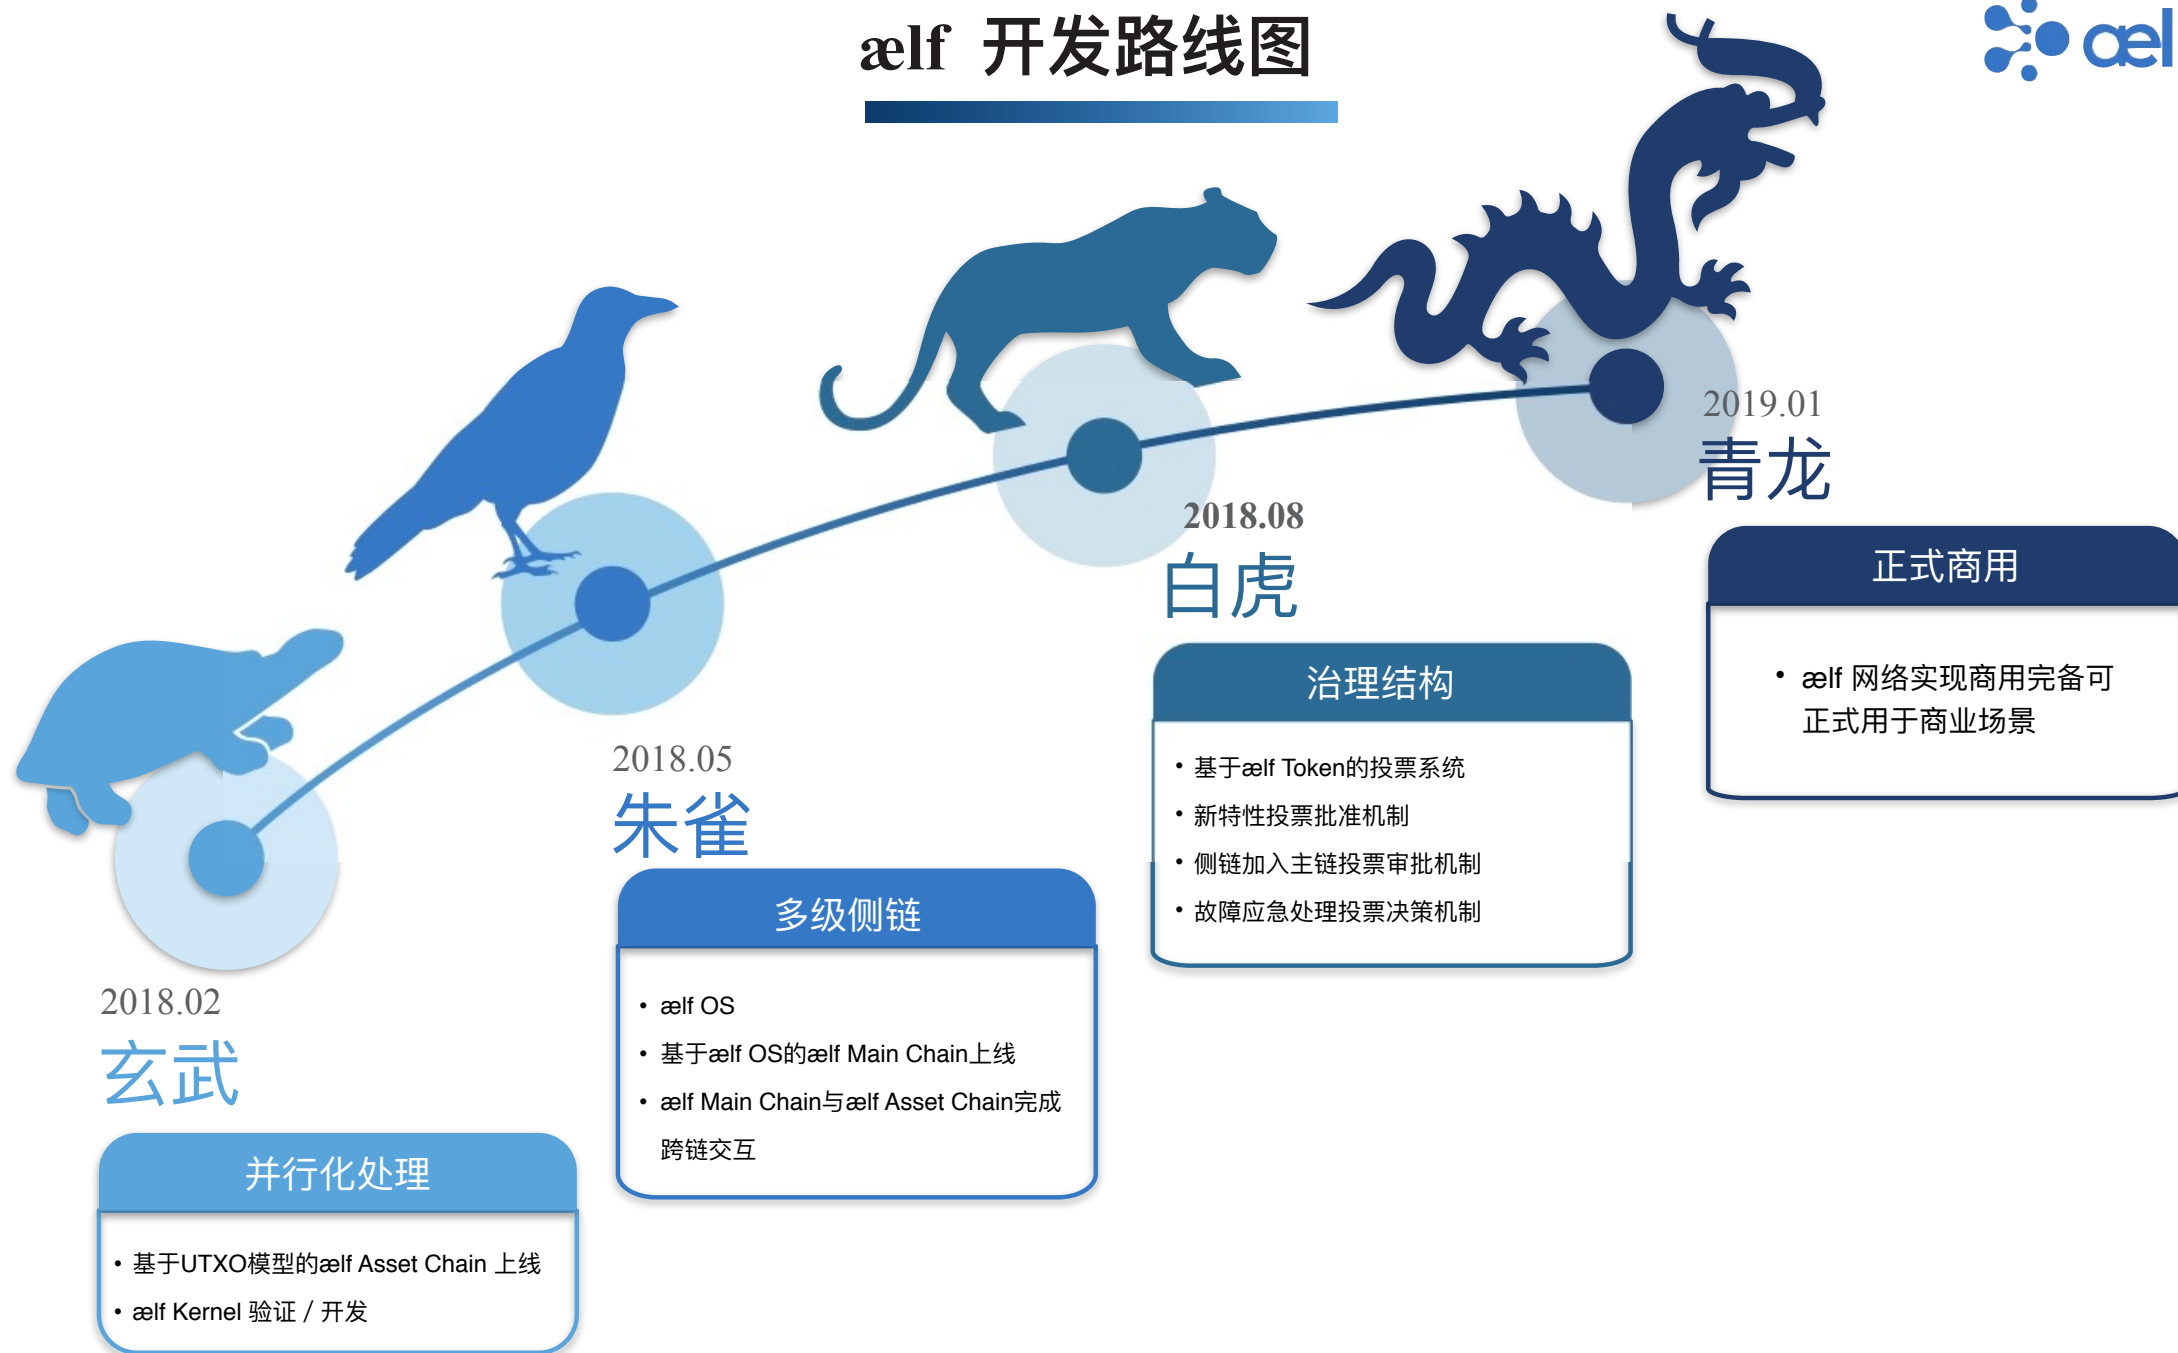 ælf 开发路线图
æl
2018.02
玄武
并行化处理
• 基于UTXO模型的ælf Asset Chain 上线
• ælf Kernel 验证 / 开发
2018.05
朱雀
多级侧链
• ælf OS
• 基于ælf OS的ælf Main Chain上线
• ælf Main Chain与ælf Asset Chain完成
跨链交互
2018.08
白虎
治理结构
• 基于ælf Token的投票系统
• 新特性投票批准机制
• 侧链加入主链投票审批机制
• 故障应急处理投票决策机制
2019.01
青龙
正式商用
• ælf 网络实现商用完备可
正式用于商业场景